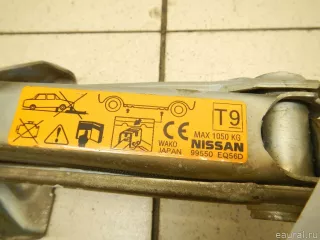 T9
MAX 1050 KG
CE
WAKO NISSAN
JAPAN 99550 EQ56D
© eaural.ru